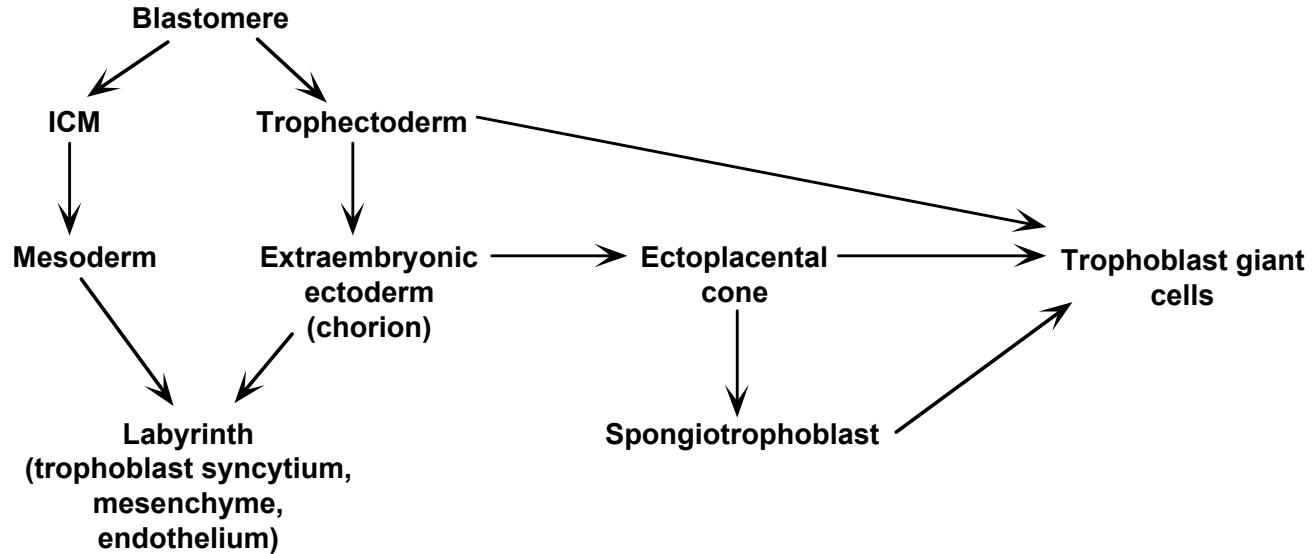 Blastomere
ICM
Trophectoderm
Mesoderm
Extraembryonic
ectoderm
(chorion)
Ectoplacental
cone
Trophoblast giant
cells
Labyrinth
(trophoblast syncytium,
mesenchyme,
endothelium)
Spongiotrophoblast